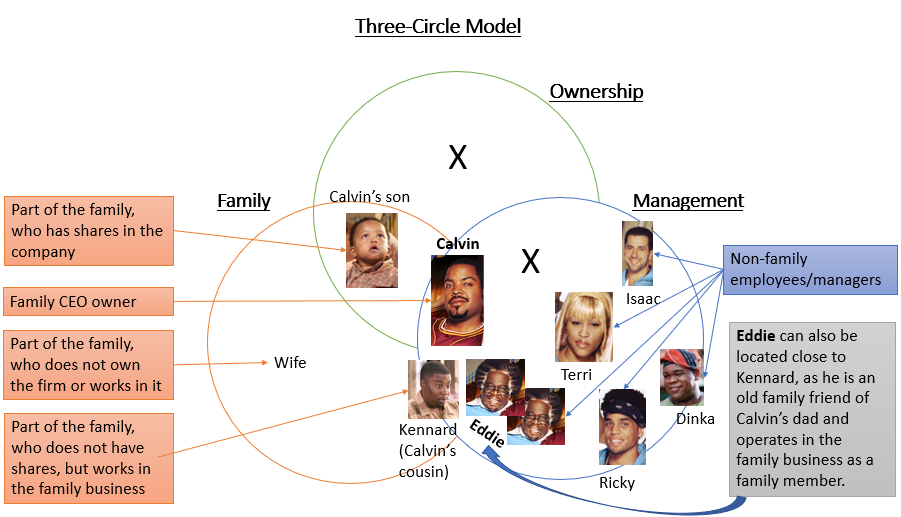 Three-Circle Model
Ownership
X
Family
Calvin's son
Management
Part of the family,
who has shares in the
company
Calvin
X
Isaac
Non-family
employees/managers
Family CEO owner
Part of the family,
who does not own
the firm or works in it
Wife
Terri
Dinka
Eddie can also be
located close to
Kennard, as he is an
old family friend of
Calvin's dad and
operates in the
family business as a
family member.
Part of the family,
who does not have
shares, but works in
the family business
Kennard
(Calvin's
cousin)
Eddie
Ricky